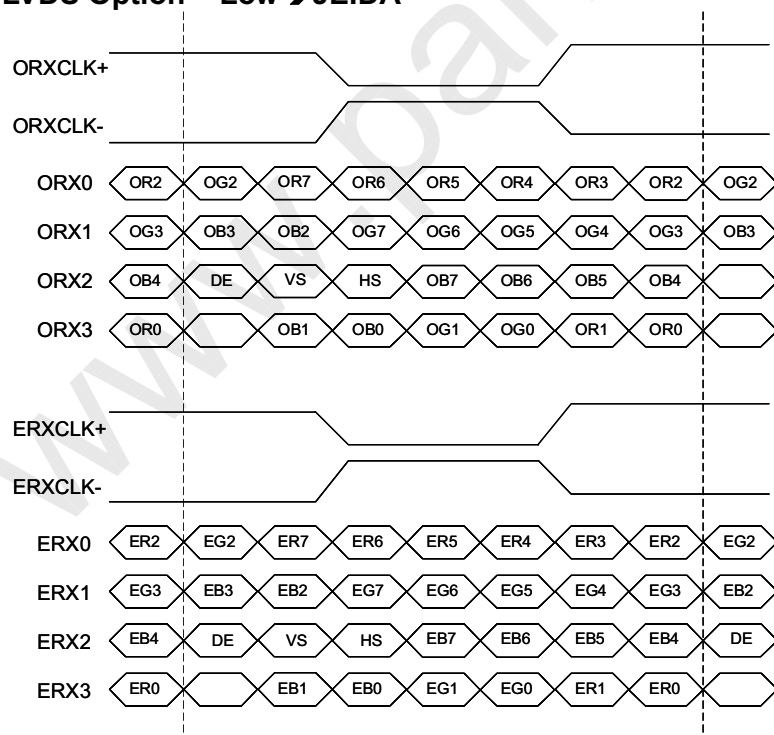 LVDS Option = Low → JEIDA
ORXCLK+
ORXCLK-
ORX0 OR2 OG2 OR7 OR6 OR5 OR4 OR3 OR2 OG2
ORX1 OG3 OB3 OB2 OG7 OG6 OG5 OG4 OG3 OB3
ORX2 OB4 DE VS HS OB7 OB6 OB5 OB4
ORX3 OR0 OB1 OB0 OG1 OG0 OR1 OR0
ERXCLK+
ERXCLK-
ERX0 ER2 EG2 ER7 ER6 ER5 ER4 ER3 ER2 EG2
ERX1 EG3 EB3 EB2 EG7 EG6 EG5 EG4 EG3 EB2
ERX2 EB4 DE VS HS EB7 EB6 EB5 EB4 DE
ERX3 ER0 EB1 EB0 EG1 EG0 ER1 ER0